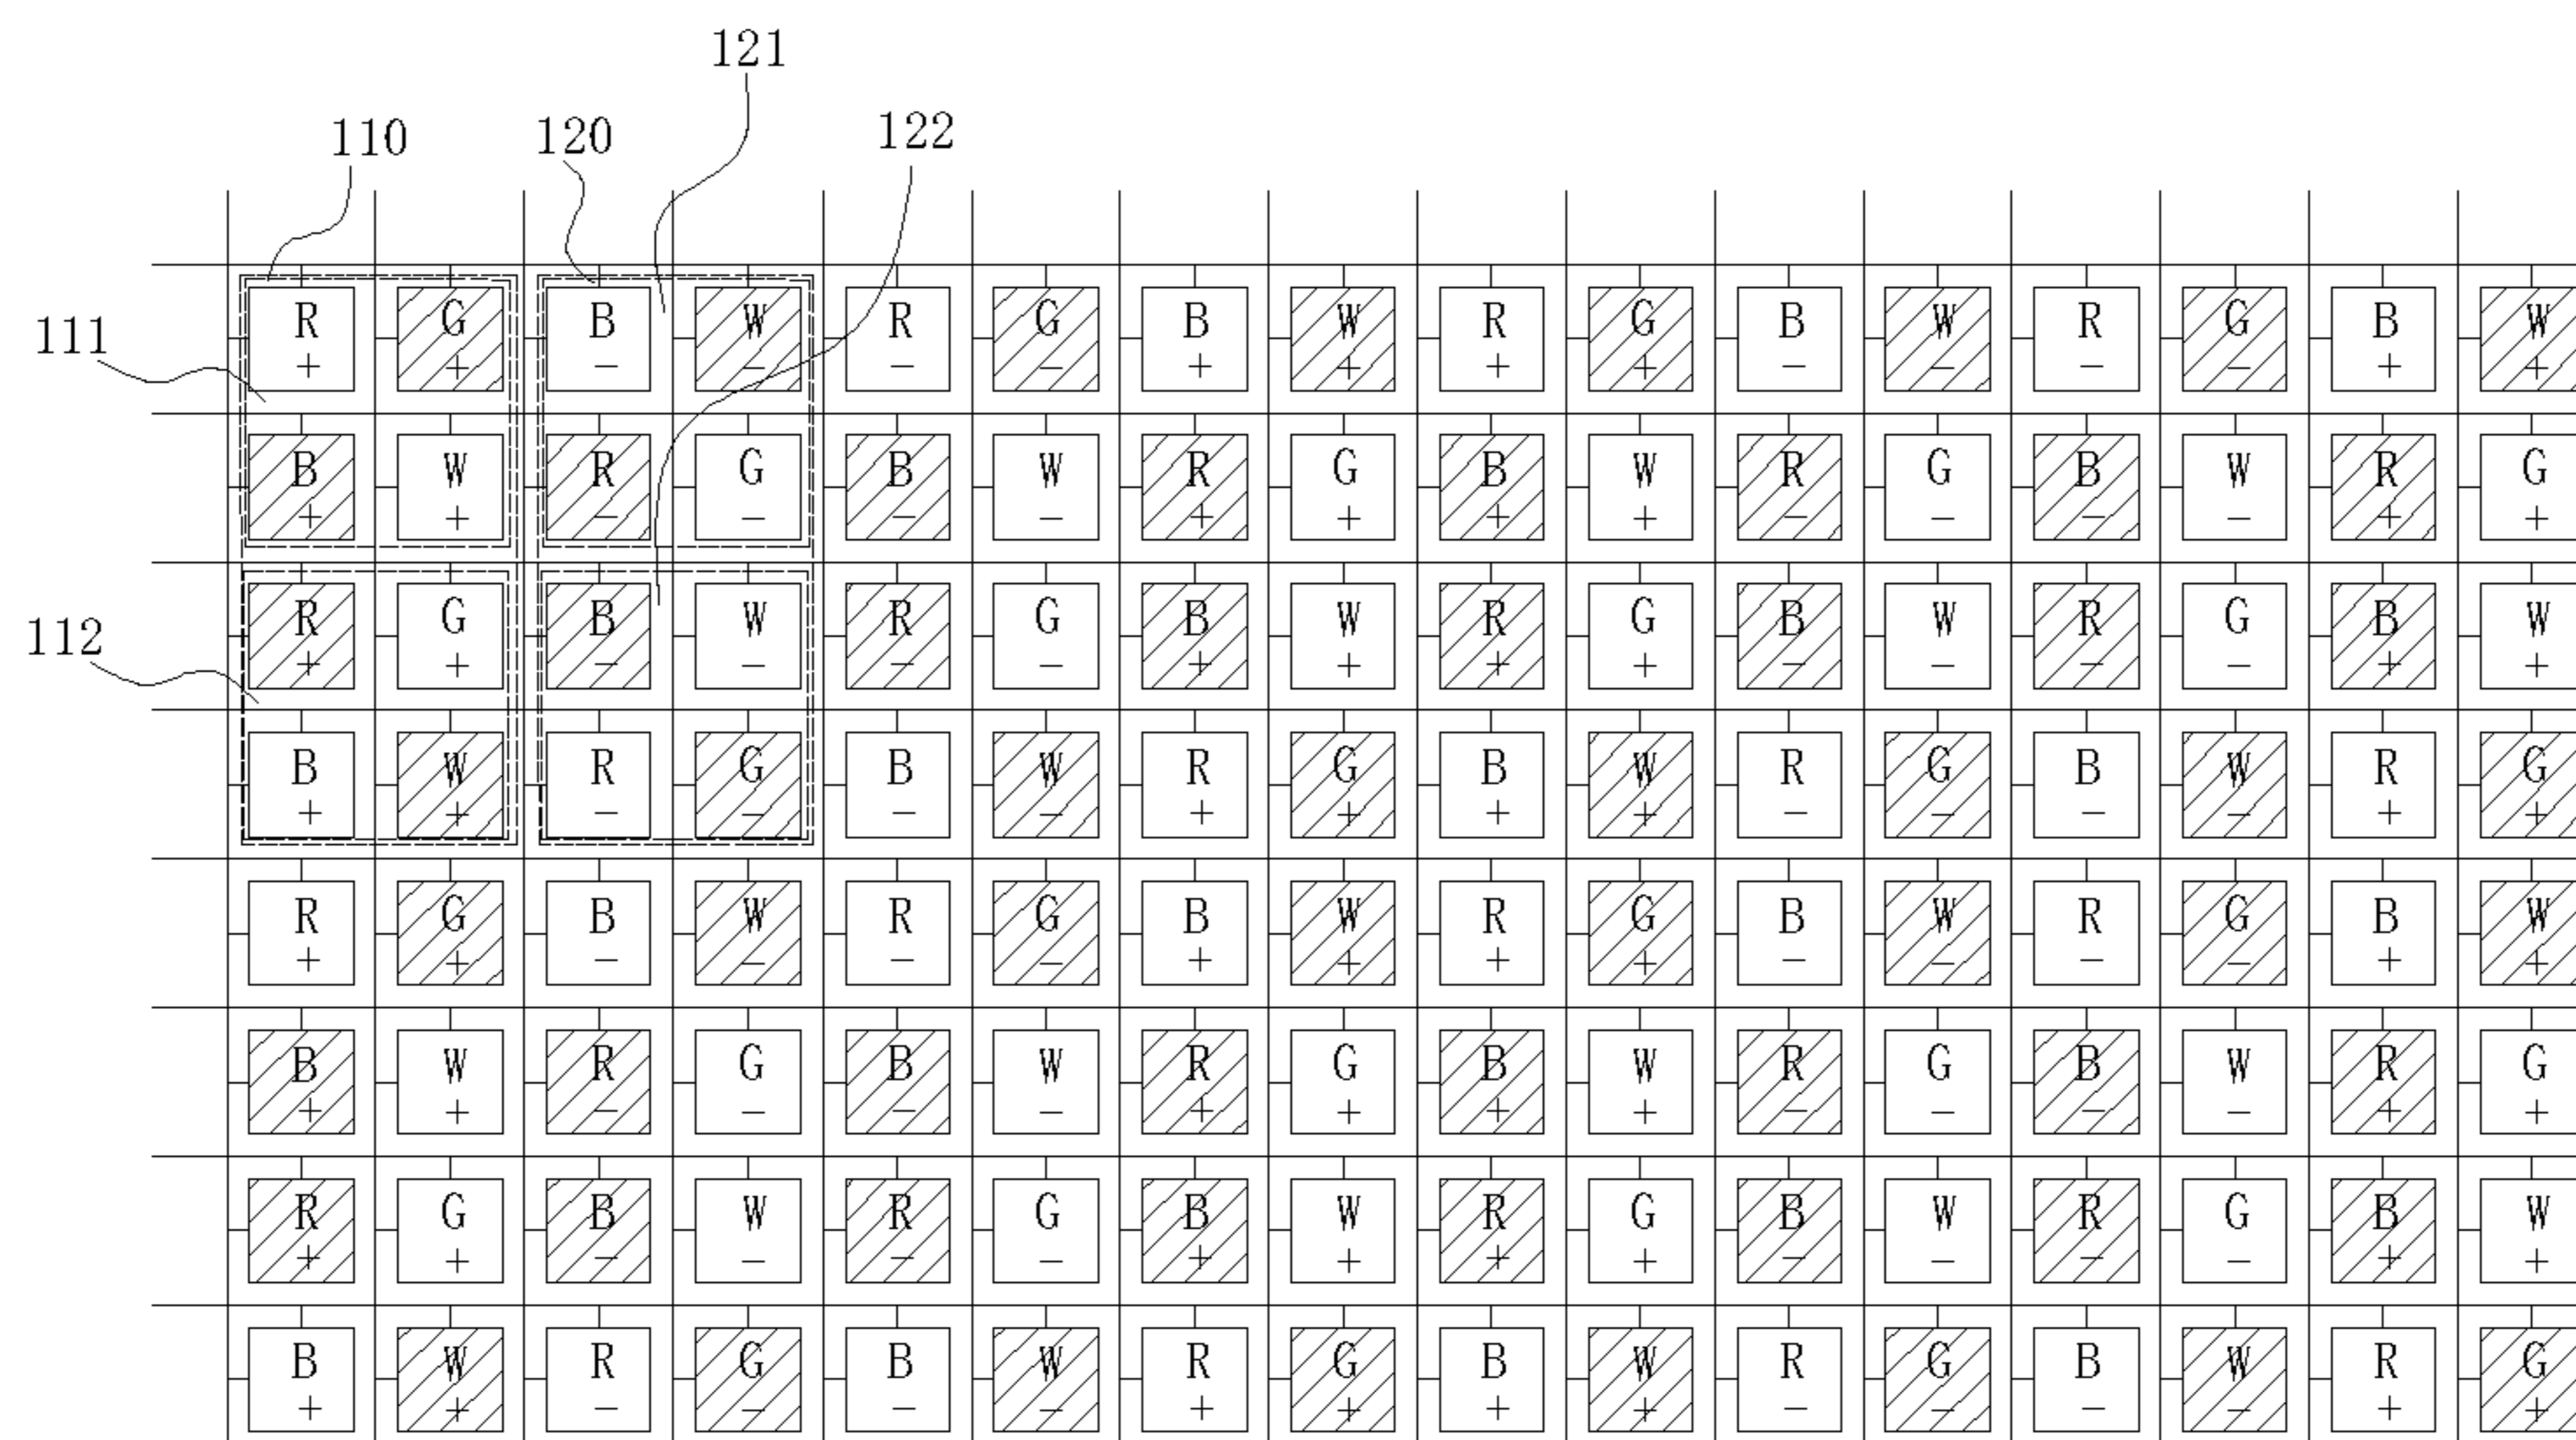 121
110 120 122
R G B W R G B W R G B W R G B W
111
+ + − − − − + + + + − − − − + +
B W R G B W R G B W R G B W R G
+ + − − − − + + + + − − − − + +
R G B W R G B W R G B W R G B W
112
+ + − − − − + + + + − − − − + +
B W R G B W R G B W R G B W R G
+ + − − − − + + + + − − − − + +
R G B W R G B W R G B W R G B W
+ + − − − − + + + + − − − − + +
B W R G B W R G B W R G B W R G
+ + − − − − + + + + − − − − + +
R G B W R G B W R G B W R G B W
+ + − − − − + + + + − − − − + +
B W R G B W R G B W R G B W R G
+ + − − − − + + + + − − − − + +